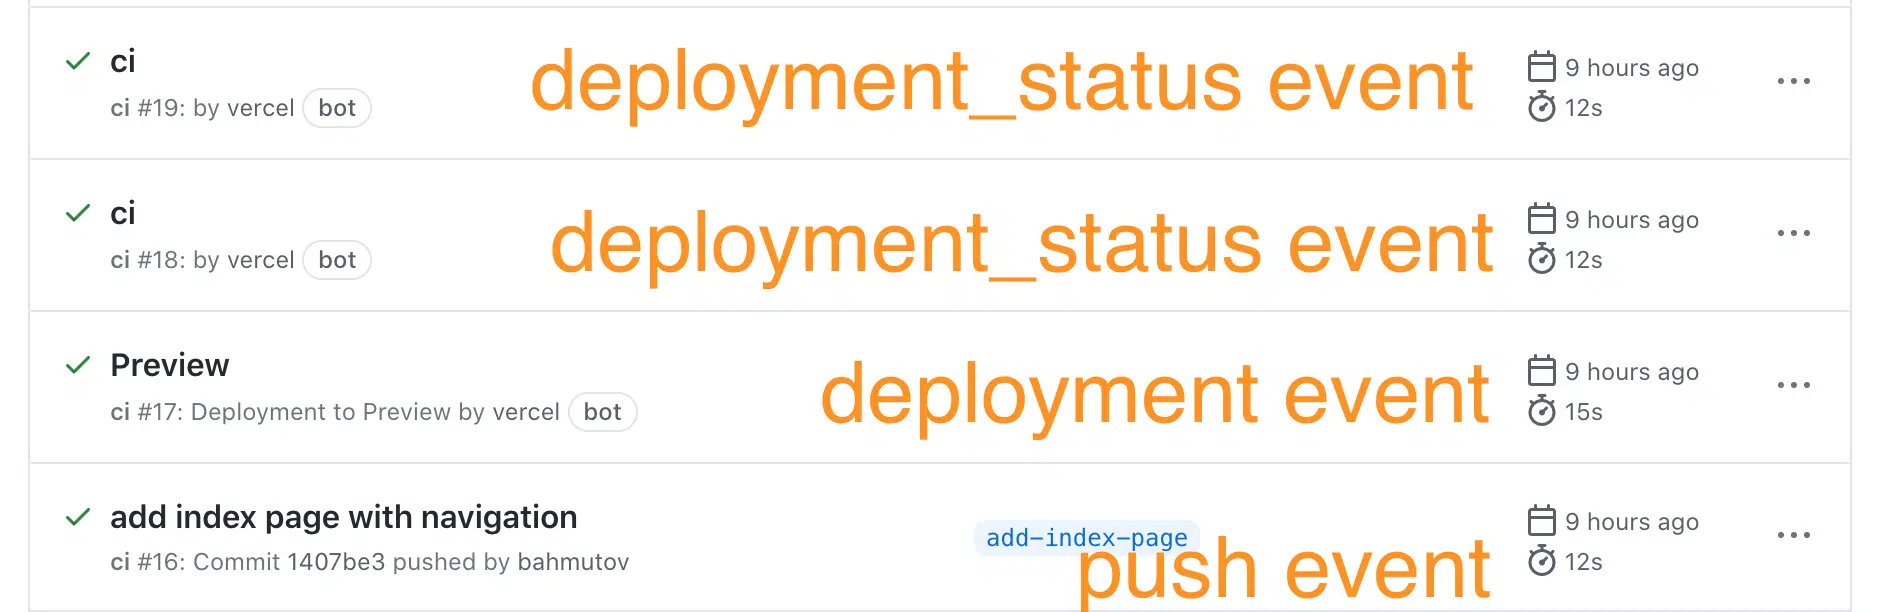 ci
deployment_status event
9 hours ago
ci #19: by vercel bot
12s
ci
deployment_status event
9 hours ago
ci #18: by vercel bot
12s
Preview
deployment event
9 hours ago
ci #17: Deployment to Preview by vercel bot
15s
add index page with navigation
add-index-page
9 hours ago
ci #16: Commit 1407be3 pushed by bahmutov
push event
12s